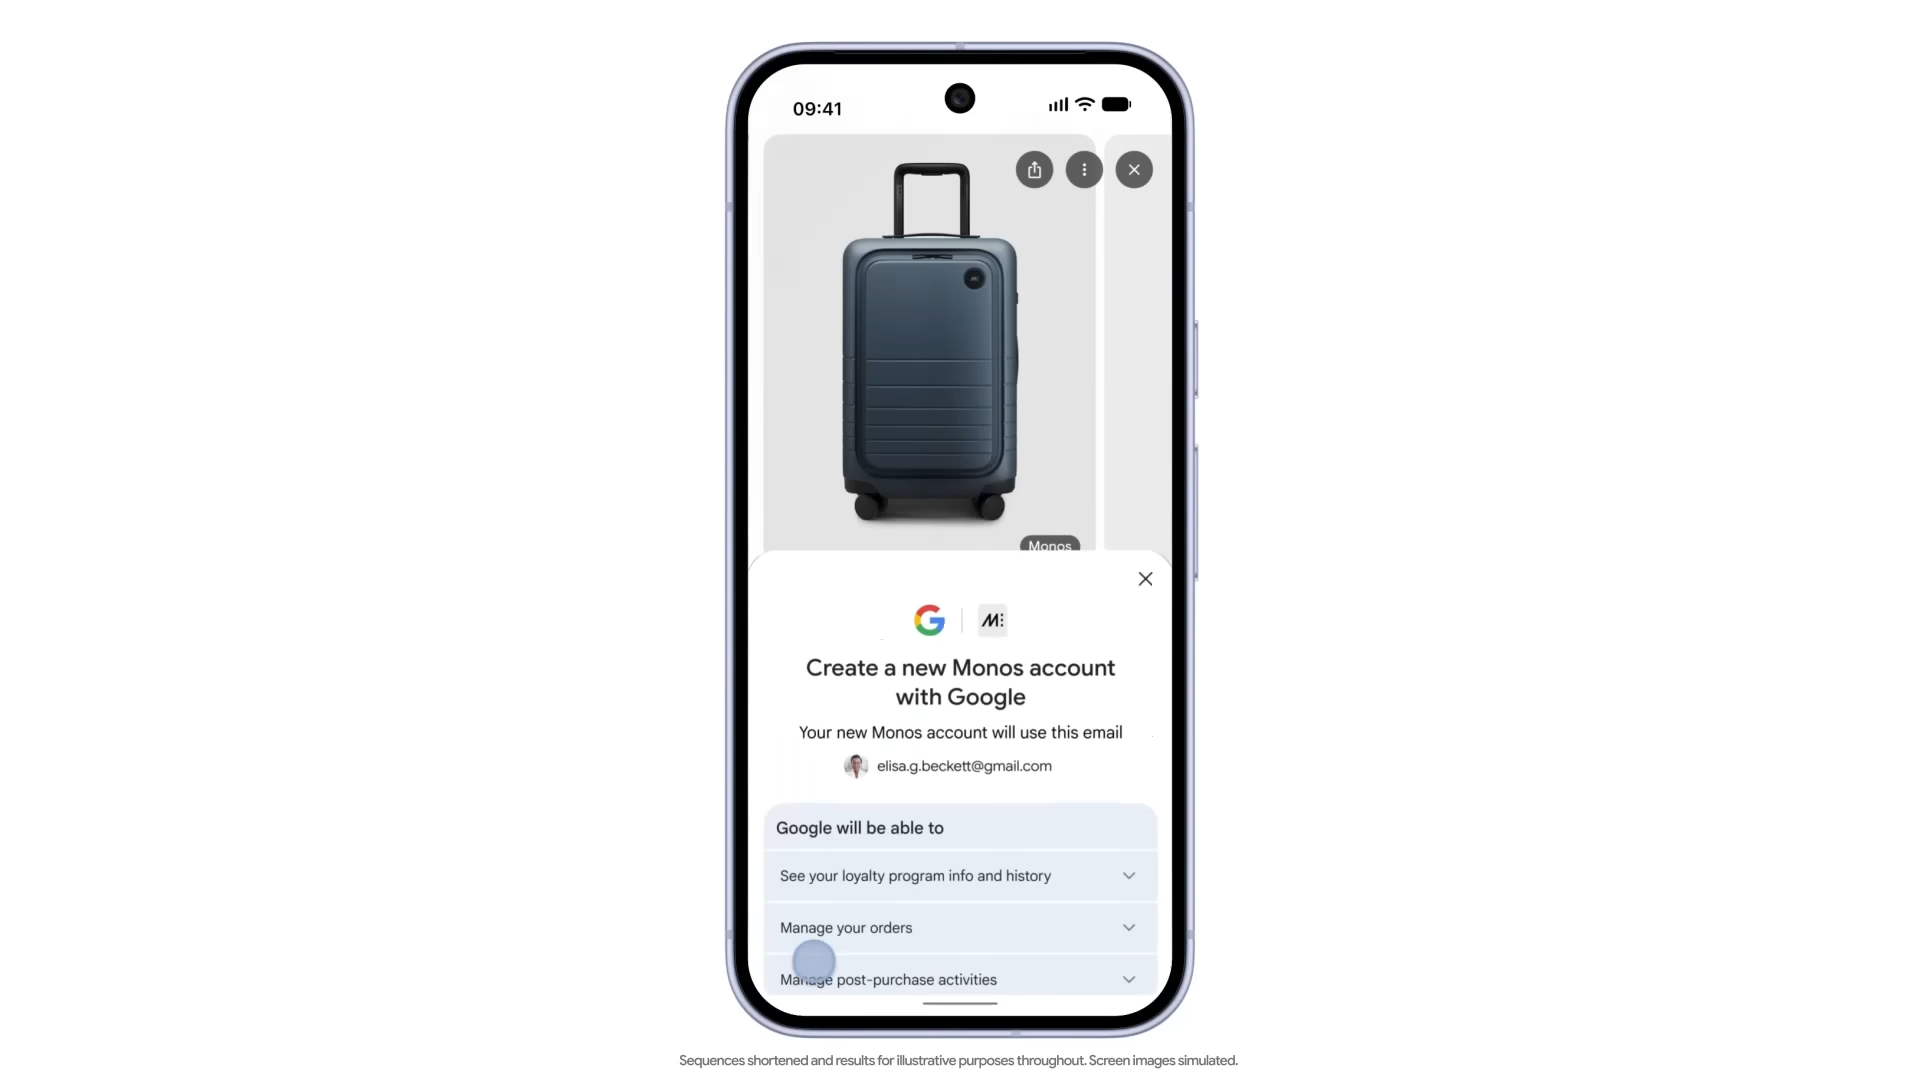 09:41
Monos
M:
Create a new Monos account
with Google
Your new Monos account will use this email
elisa.g.beckett@gmail.com
Google will be able to
See your loyalty program info and history
Manage your orders
Manage post-purchase activities
Sequences shortened and results for illustrative purposes throughout. Screen images simulated.